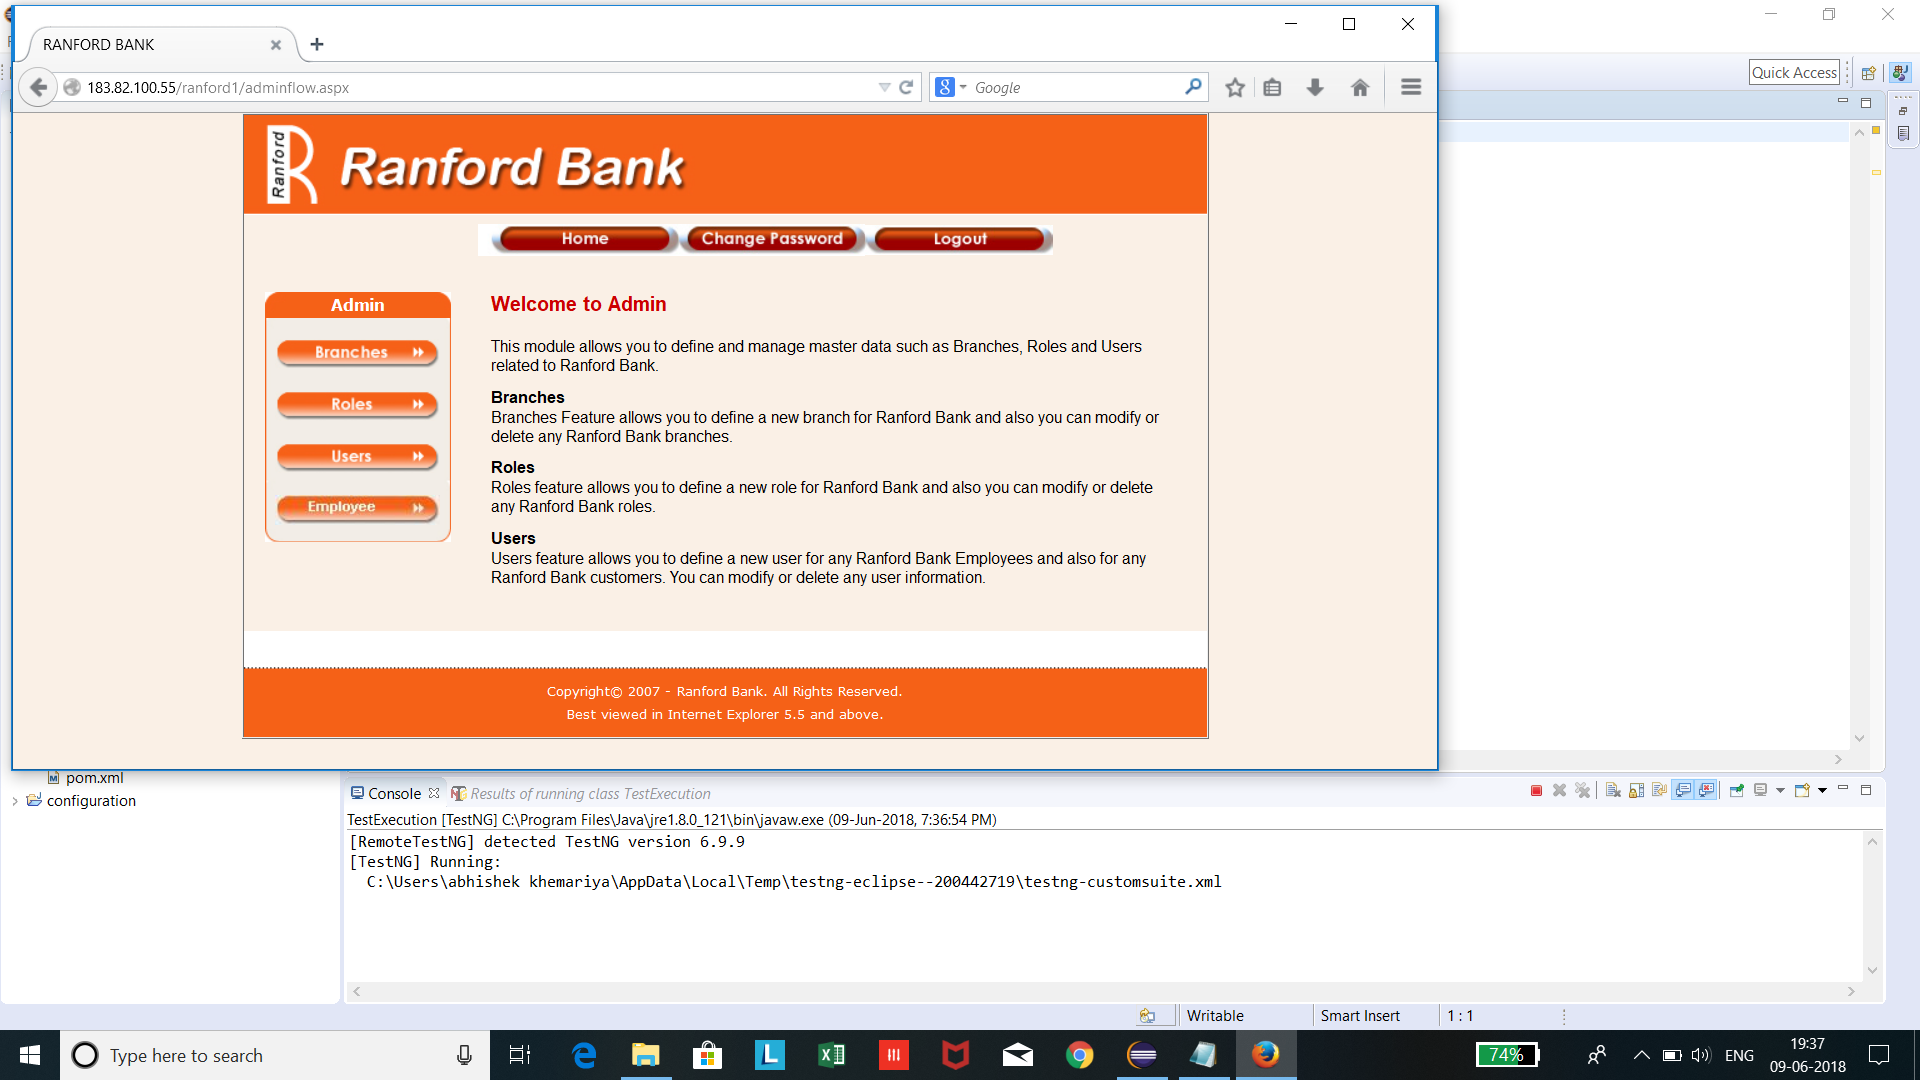 RANFORD BANK
183.82.100.55/ranford1/adminflow.aspx
Google
Quick Access
Ranford
Ranford Bank
Home
Change Password
Logout
Admin
Branches
Roles
Users
Employee
Welcome to Admin
This module allows you to define and manage master data such as Branches, Roles and Users
related to Ranford Bank.
Branches
Branches Feature allows you to define a new branch for Ranford Bank and also you can modify or
delete any Ranford Bank branches.
Roles
Roles feature allows you to define a new role for Ranford Bank and also you can modify or delete
any Ranford Bank roles.
Users
Users feature allows you to define a new user for any Ranford Bank Employees and also for any
Ranford Bank customers. You can modify or delete any user information.
Copyright© 2007 - Ranford Bank. All Rights Reserved.
Best viewed in Internet Explorer 5.5 and above.
pom.xml
configuration
Console
Results of running class TestExecution
TestExecution [TestNG] C:\Program Files\Java\jre1.8.0_121\bin\javaw.exe (09-Jun-2018, 7:36:54 PM)
[RemoteTestNG] detected TestNG version 6.9.9
[TestNG] Running:
C:\Users\abhishek khemariya\AppData\Local\Temp\testng-eclipse--200442719\testng-customsuite.xml
Writable
Smart Insert
1 : 1
Type here to search
74%
ENG
19:37
09-06-2018